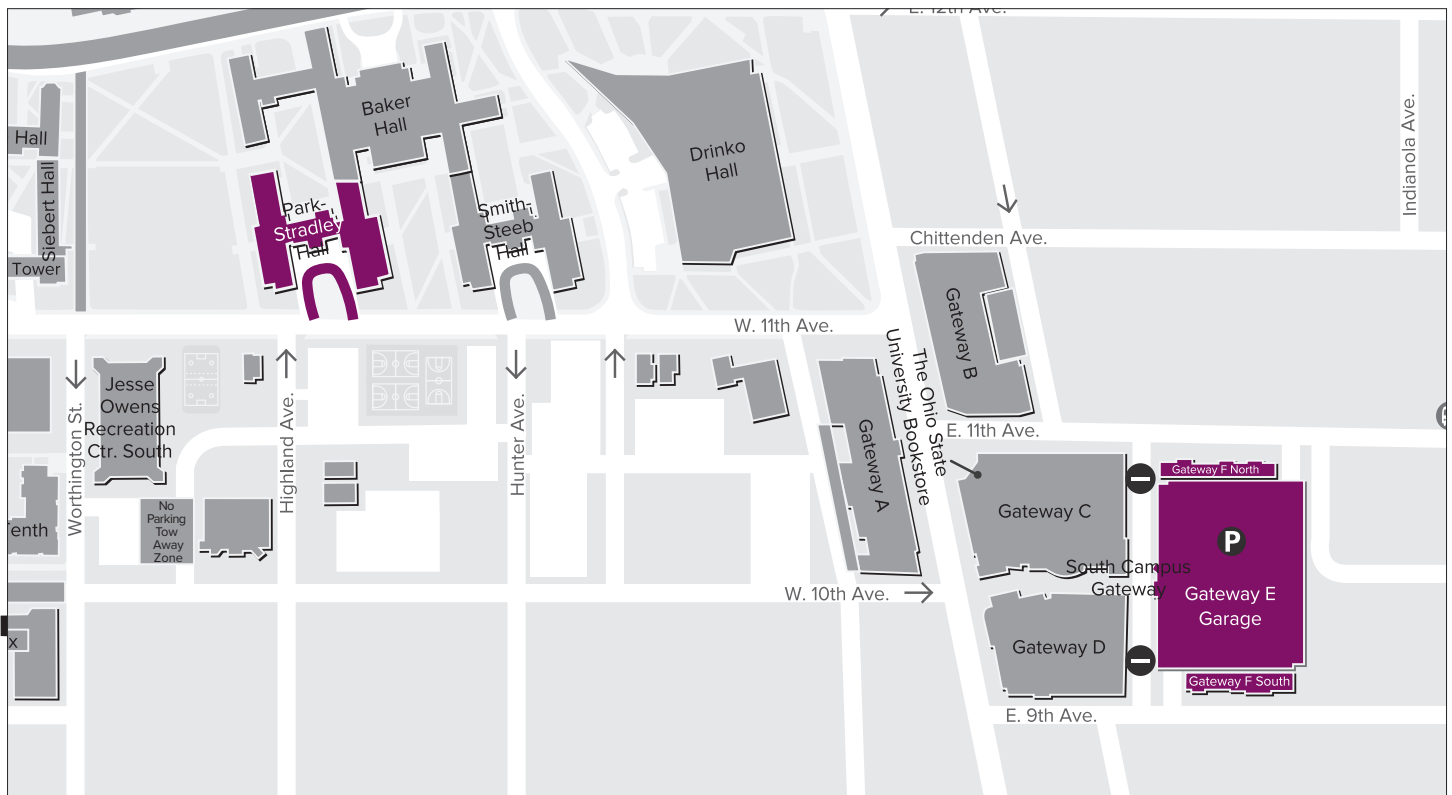 E. 12th Ave.
Baker
Hall
Hall
Siebert Hall
Tower
Park-
Stradley
Hall
Smith-
Steeb
Hall
Drinko
Hall
Indianola Ave.
Chittenden Ave.
W. 11th Ave.
Gateway B
The Ohio State
University Bookstore
Gateway A
E. 11th Ave.
Jesse
Owens
Recreation
Ctr. South
Worthington St.
Highland Ave.
Hunter Ave.
No
Parking
Tow
Away
Zone
Tenth
x
Gateway C
South Campus
Gateway
Gateway D
Gateway F North
P
Gateway E
Garage
Gateway F South
W. 10th Ave.
E. 9th Ave.